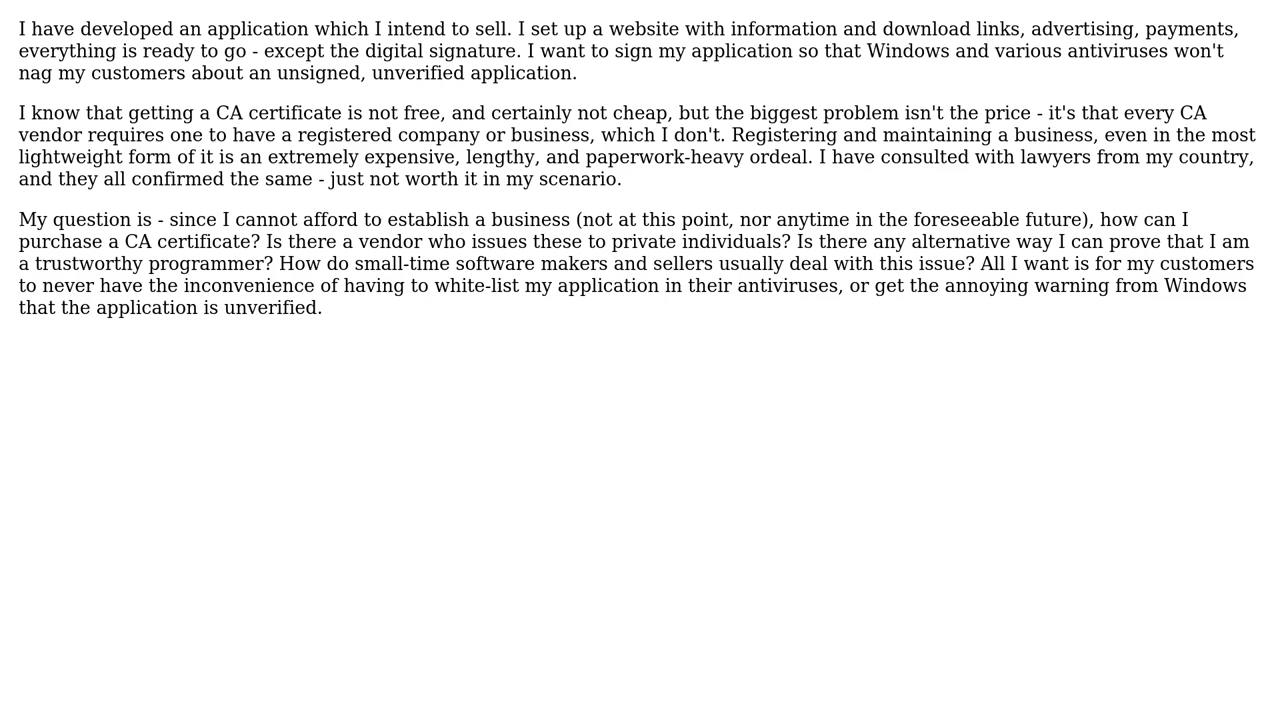 I have developed an application which I intend to sell. I set up a website with information and download links, advertising, payments,
everything is ready to go - except the digital signature. I want to sign my application so that Windows and various antiviruses won't
nag my customers about an unsigned, unverified application.
I know that getting a CA certificate is not free, and certainly not cheap, but the biggest problem isn't the price - it's that every CA
vendor requires one to have a registered company or business, which I don't. Registering and maintaining a business, even in the most
lightweight form of it is an extremely expensive, lengthy, and paperwork-heavy ordeal. I have consulted with lawyers from my country,
and they all confirmed the same - just not worth it in my scenario.
My question is - since I cannot afford to establish a business (not at this point, nor anytime in the foreseeable future), how can I
purchase a CA certificate? Is there a vendor who issues these to private individuals? Is there any alternative way I can prove that I am
a trustworthy programmer? How do small-time software makers and sellers usually deal with this issue? All I want is for my customers
to never have the inconvenience of having to white-list my application in their antiviruses, or get the annoying warning from Windows
that the application is unverified.